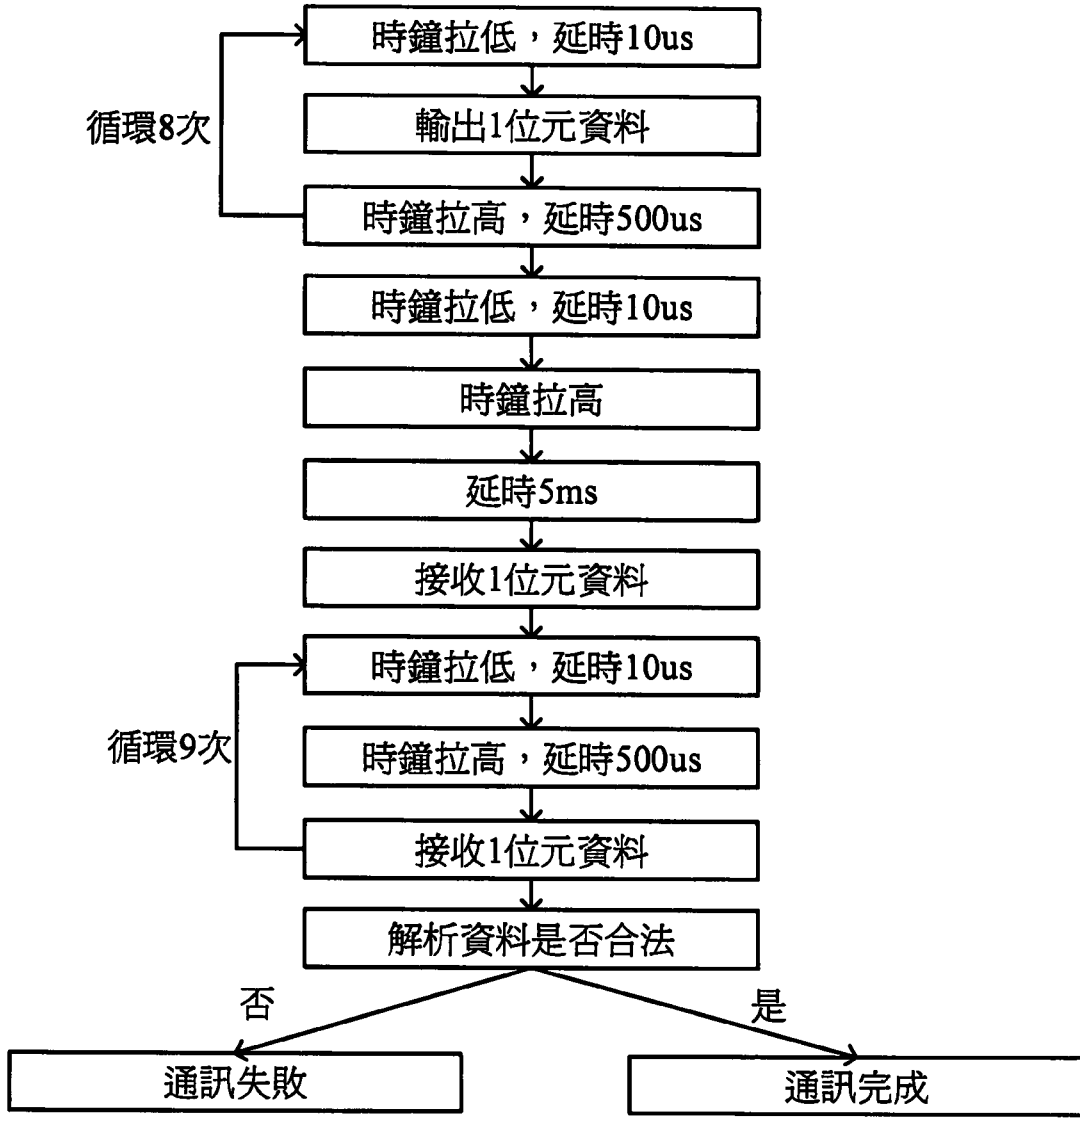 時鐘拉低，延時10us
輸出1位元資料
循環8次
時鐘拉高，延時500us
時鐘拉低，延時10us
時鐘拉高
延時5ms
接收1位元資料
時鐘拉低，延時10us
循環9次
時鐘拉高，延時500us
接收1位元資料
解析資料是否合法
否
是
通訊失敗
通訊完成